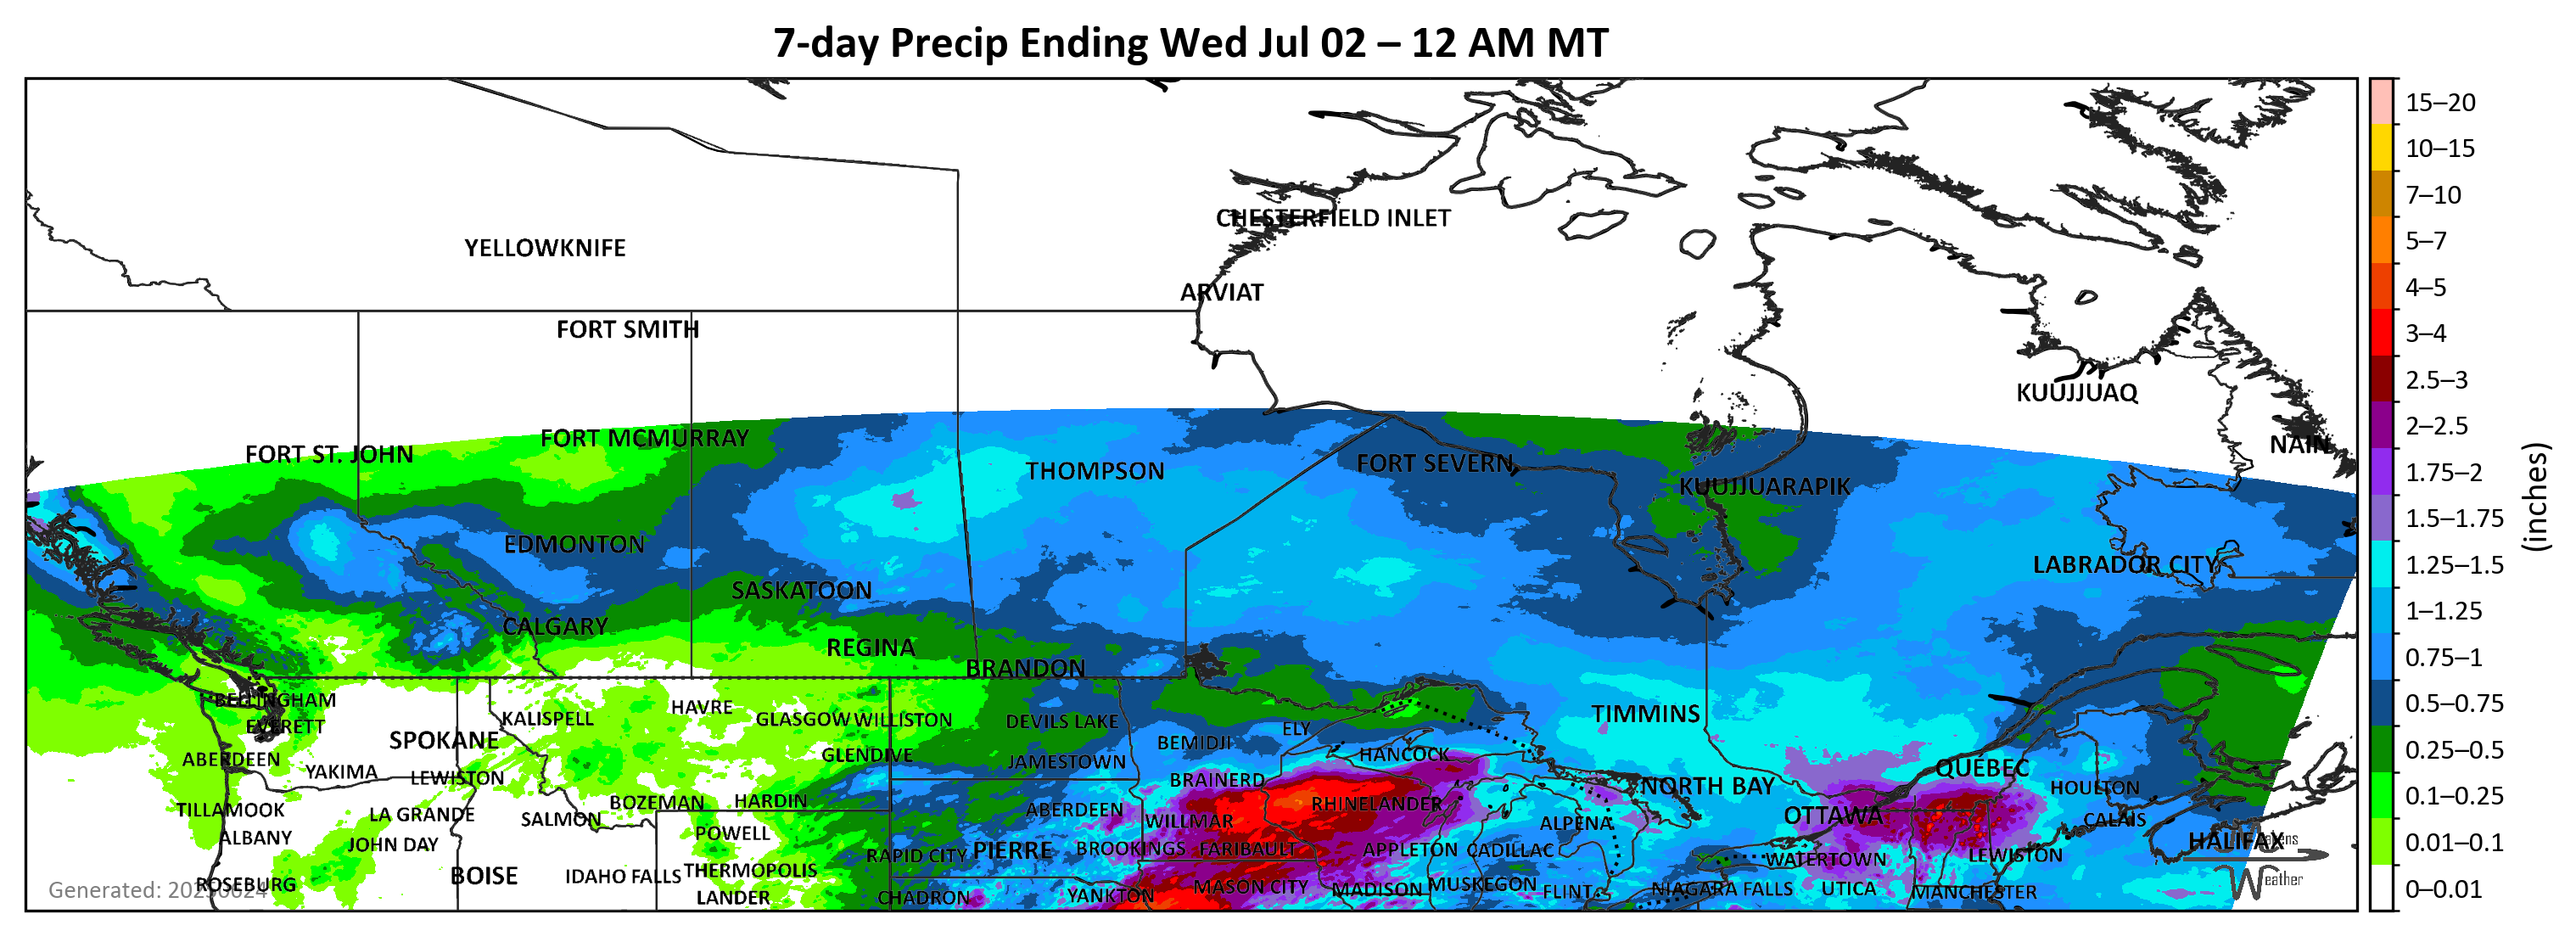 7-day Precip Ending Wed Jul 02 – 12 AM MT
15–20
10–15
7–10
5–7
4–5
3–4
2.5–3
2–2.5
1.75–2
1.5–1.75
1.25–1.5
1–1.25
0.75–1
0.5–0.75
0.25–0.5
0.1–0.25
0.01–0.1
0–0.01
(inches)
CHESTERFIELD INLET
YELLOWKNIFE
ARVIAT
FORT SMITH
KUUJJUAQ
FORT MCMURRAY
NAIN
FORT ST. JOHN
FORT SEVERN
THOMPSON
KUUJJUARAPIK
EDMONTON
LABRADOR CITY
SASKATOON
CALGARY
REGINA
BRANDON
BELLINGHAM
HAVRE
TIMMINS
KALISPELL
GLASGOW
WILLISTON
DEVILS LAKE
EVERETT
ELY
SPOKANE
BEMIDJI
HANCOCK
ABERDEEN
GLENDIVE
JAMESTOWN
QUÉBEC
YAKIMA
LEWISTON
BRAINERD
NORTH BAY
HOULTON
BOZEMAN
HARDIN
RHINELANDER
TILLAMOOK
LA GRANDE
SALMON
ABERDEEN
WILLMAR
ALPENA
OTTAWA
CALAIS
ALBANY
JOHN DAY
POWELL
HALIFAX
RAPID CITY
PIERRE
BROOKINGS
FARIBAULT
APPLETON
CADILLAC
WATERTOWN
LEWISTON
ROSEBURG
BOISE
IDAHO FALLS
THERMOPOLIS
MASON CITY
MADISON
MUSKEGON
FLINT
NIAGARA FALLS
UTICA
MANCHESTER
LANDER
CHADRON
YANKTON
Generated:
eather